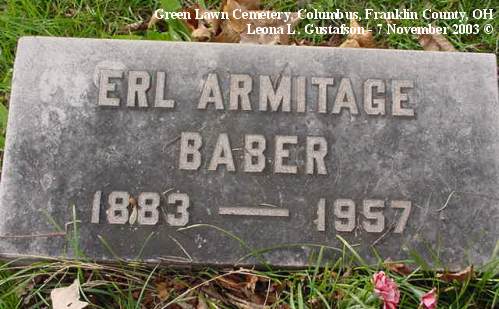 Green Lawn Cemetery, Columbus, Franklin County, OH
Leona L. Gustafson - 7 November 2003 ©
ERL ARMITAGE
BABER
1883 — 1957